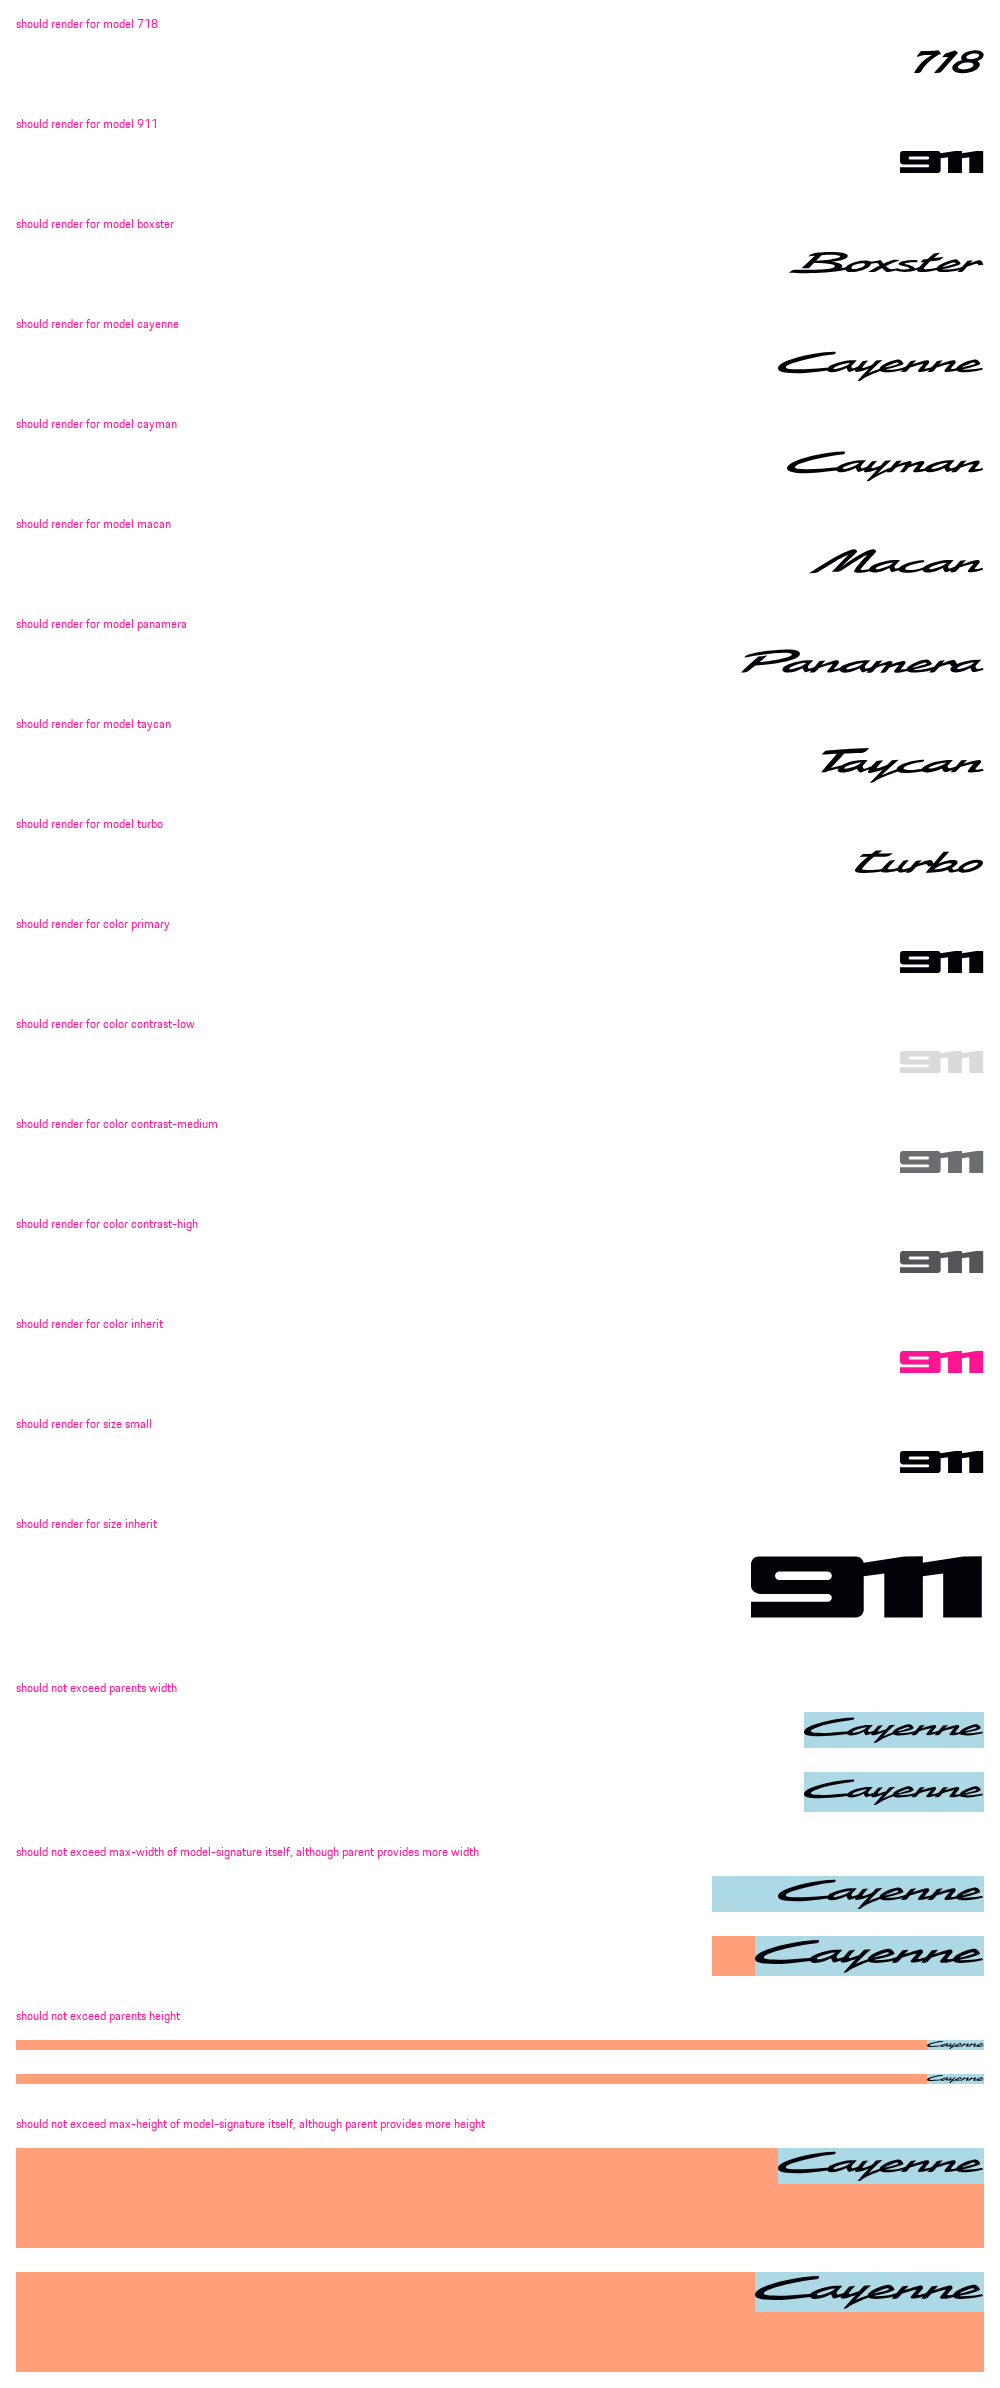 should render for model 718
718
should render for model 911
911
should render for model boxster
Boxster
should render for model cayenne
Cayenne
should render for model cayman
Cayman
should render for model macan
Macan
should render for model panamera
Panamera
should render for model taycan
Taycan
should render for model turbo
turbo
should render for color primary
911
should render for color contrast-low
911
should render for color contrast-medium
911
should render for color contrast-high
911
should render for color inherit
911
should render for size small
911
should render for size inherit
911
should not exceed parents width
Cayenne
Cayenne
should not exceed max-width of model-signature itself, although parent provides more width
Cayenne
Cayenne
should not exceed parents height
Cayenne
Cayenne
should not exceed max-height of model-signature itself, although parent provides more height
Cayenne
Cayenne